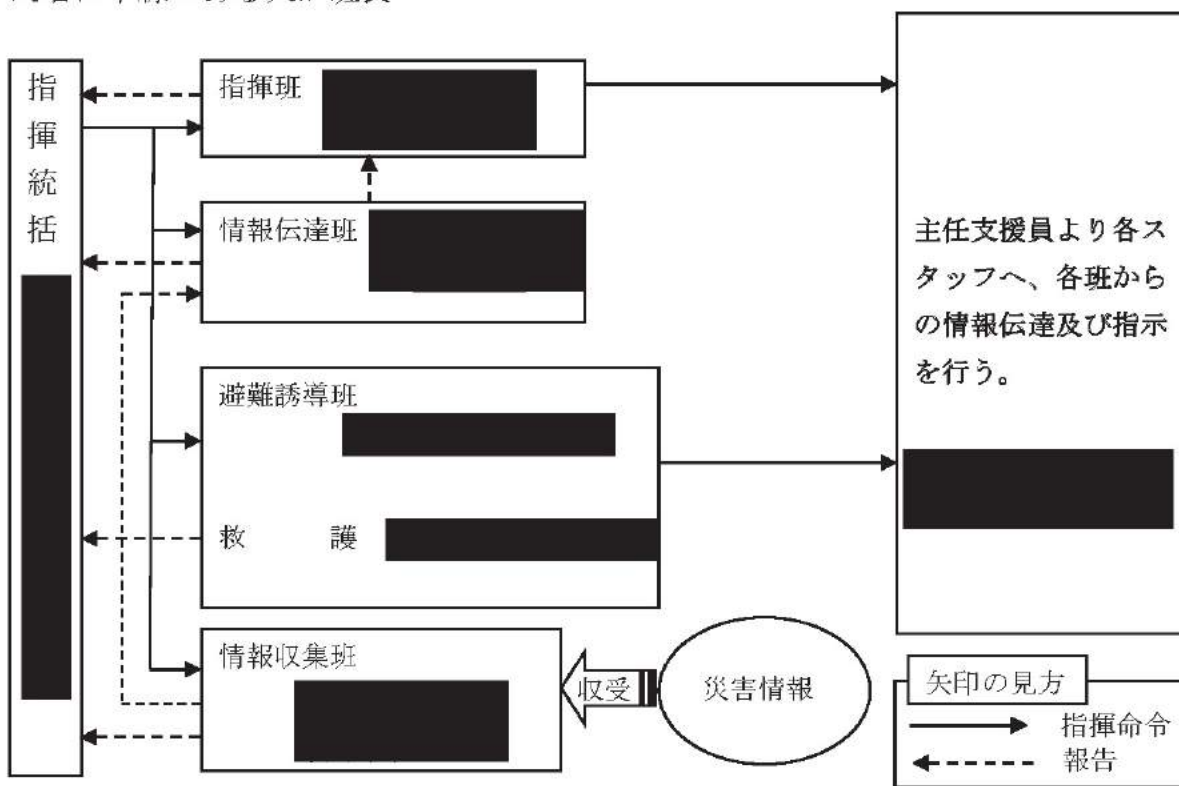 指揮統括
指揮班
情報伝達班
避難誘導班
救 護
情報収集班
収受
災害情報
主任支援員より各ス
タッフへ、各班から
の情報伝達及び指示
を行う。
矢印の見方
指揮命令
報告